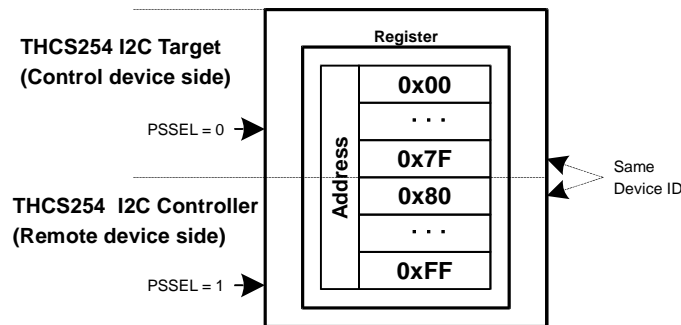 THCS254 I2C Target
(Control device side)
PSSEL = 0
THCS254 I2C Controller
(Remote device side)
PSSEL = 1
Register
Address
0x00
· · ·
0x7F
0x80
· · ·
0xFF
Same
Device ID